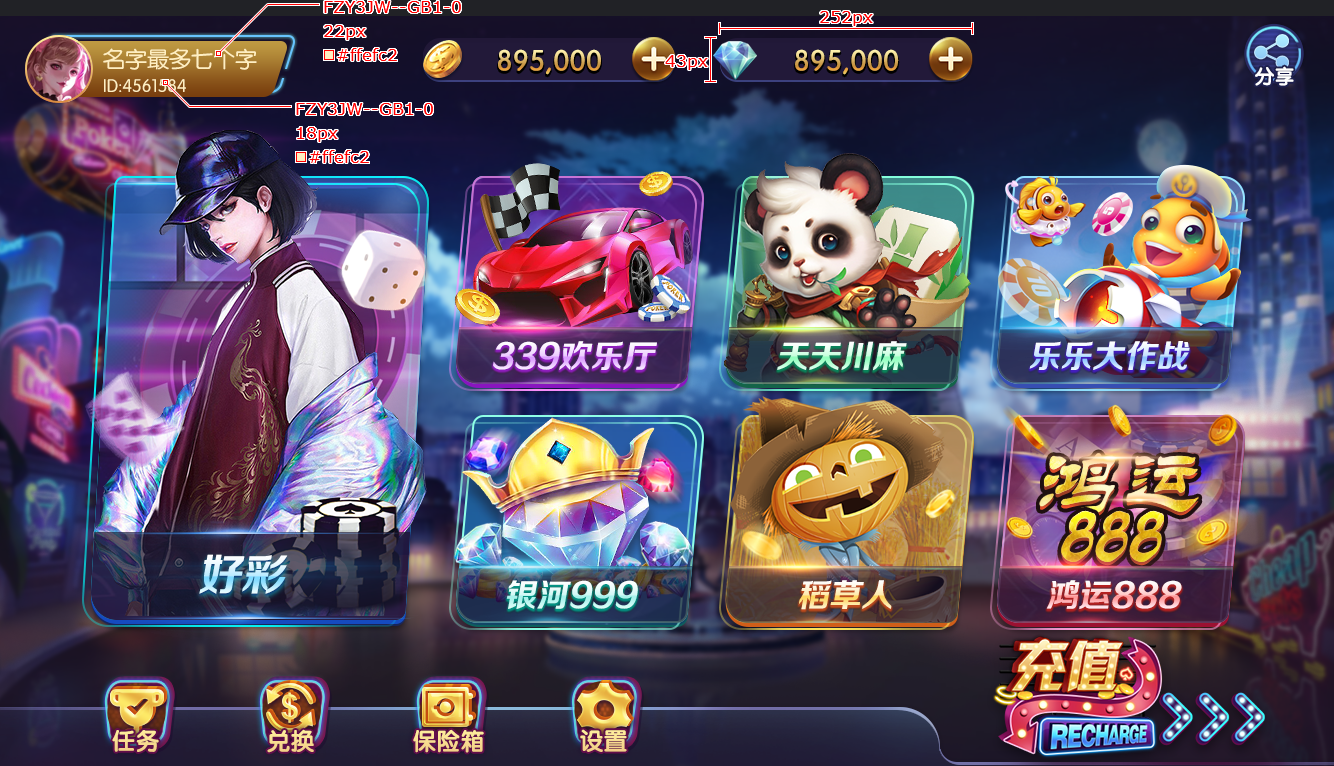 FZY3JW--GB1-0
22px
#ffefc2
252px
43px
名字最多七个字
ID:4561584
895,000
895,000
分享
FZY3JW--GB1-0
18px
#ffefc2
Poker
339欢乐厅
天天川麻
乐乐大作战
好彩
鸿运
888
银河999
稻草人
鸿运888
充值
RECHARGE
任务
兑换
保险箱
设置